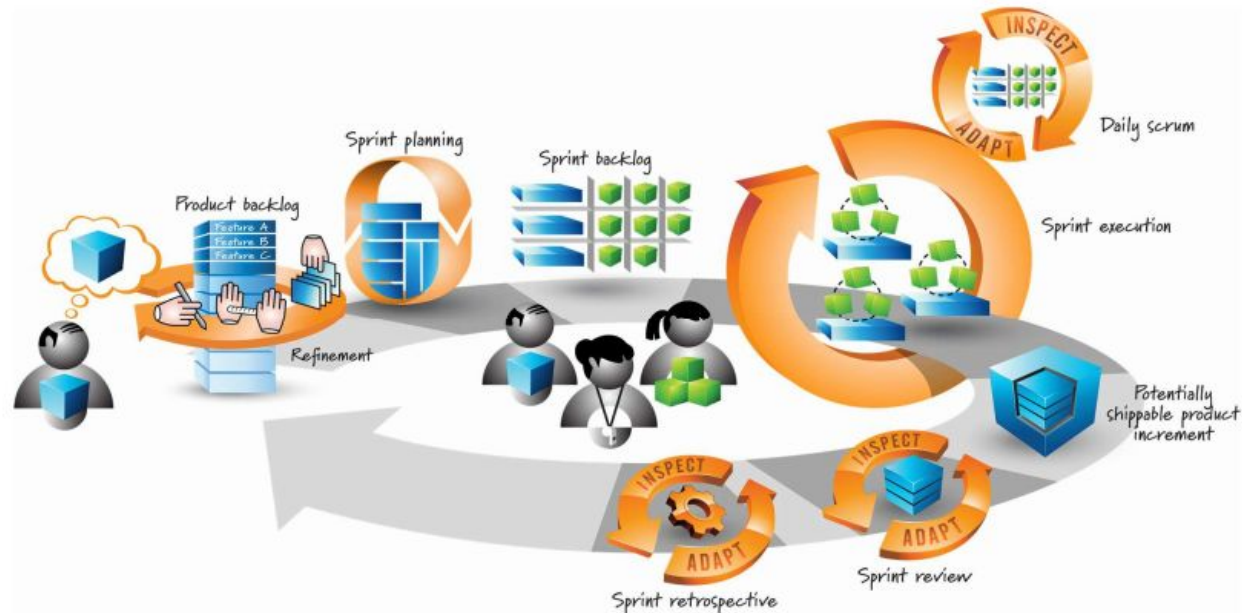 INSPECT
ADAPT
Daily scrum
Sprint planning
Sprint backlog
Product backlog
Feature A
Feature B
Feature C
Sprint execution
Refinement
Potentially
shippable product
increment
INSPECT
ADAPT
Sprint review
INSPECT
ADAPT
Sprint retrospective